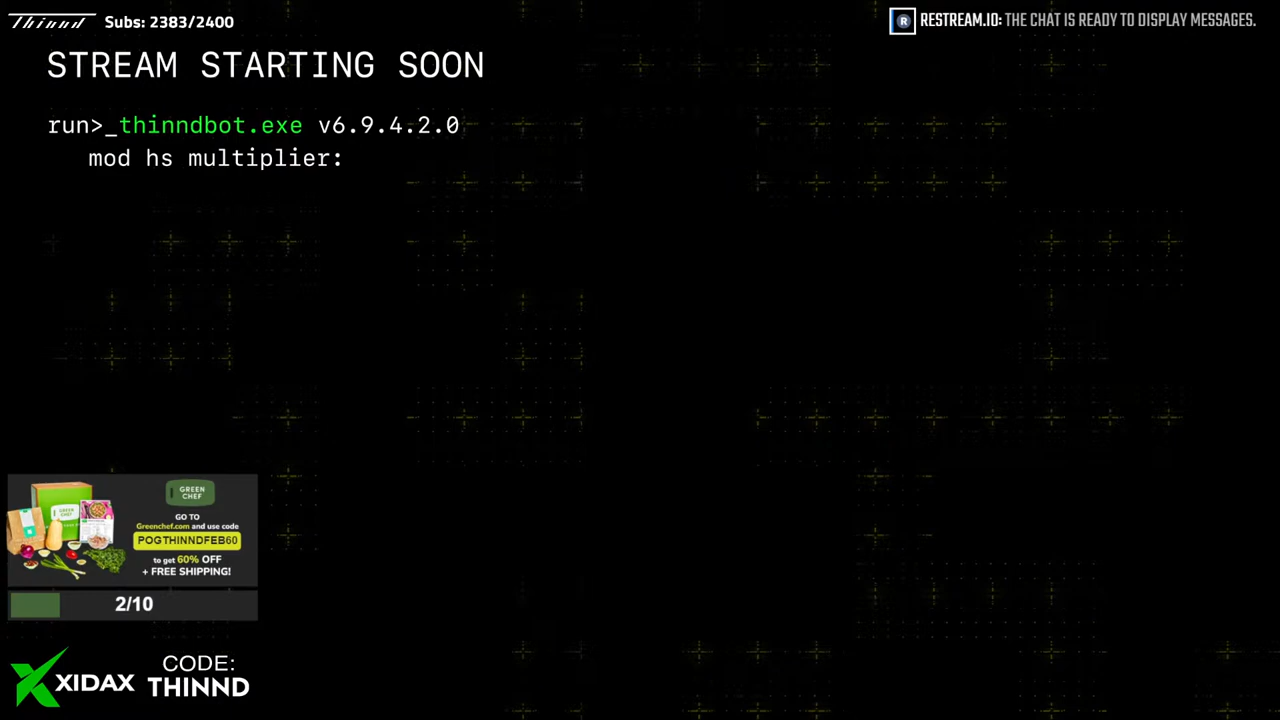 Thinnd Subs: 2383/2400
R RESTREAM.IO: THE CHAT IS READY TO DISPLAY MESSAGES.
STREAM STARTING SOON
run>_thinndbot.exe v6.9.4.2.0
mod hs multiplier:
GREEN
CHEF
GO TO
Greenchef.com and use code
POGTHINNDFEB60
to get 60% OFF
+ FREE SHIPPING!
2/10
XIDAX
CODE:
THINND